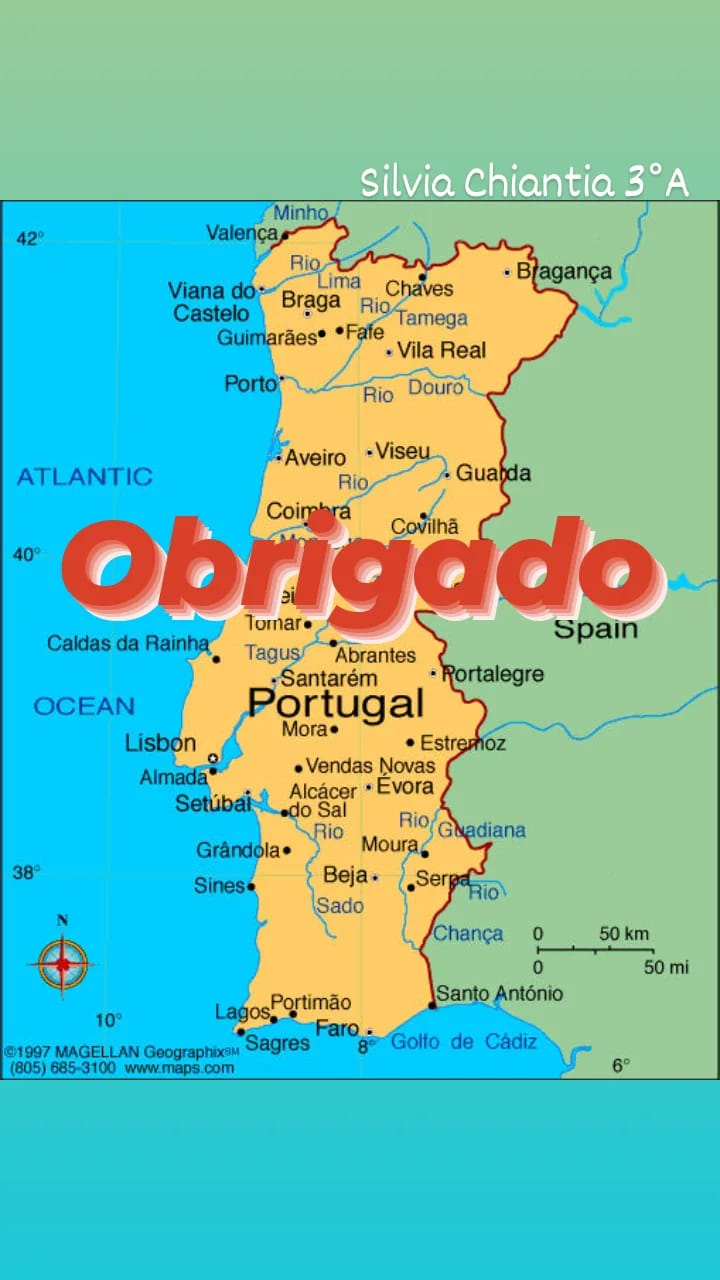 Silvia Chiantia 3°A
Minho
42°
Valença
Rio
Lima
Bragança
Chaves
Viana do
Castelo
Braga
Rio
Tamega
Guimarães
Fafe
Vila Real
Porto
Rio
Douro
Aveiro
Viseu
Guarda
ATLANTIC
Rio
Coimbra
Covilhã
40°
Obrigado
Tomar
Spain
Caldas da Rainha
Tagus
Abrantes
Santarém
Portalegre
OCEAN
Portugal
Mora
Lisbon
Estremoz
Almada
Vendas Novas
Setúbal
Alcácer
do Sal
Évora
Rio
Guadiana
Rio
Moura
Grândola
38°
Beja
Serpa
Sines
Rio
Sado
Chança
N
0 50 km
0 50 mi
Santo António
10°
Lagos
Portimão
Faro
Sagres
8°
Golfo de Cádiz
6°
©1997 MAGELLAN Geographix℠
(805) 685-3100 www.maps.com